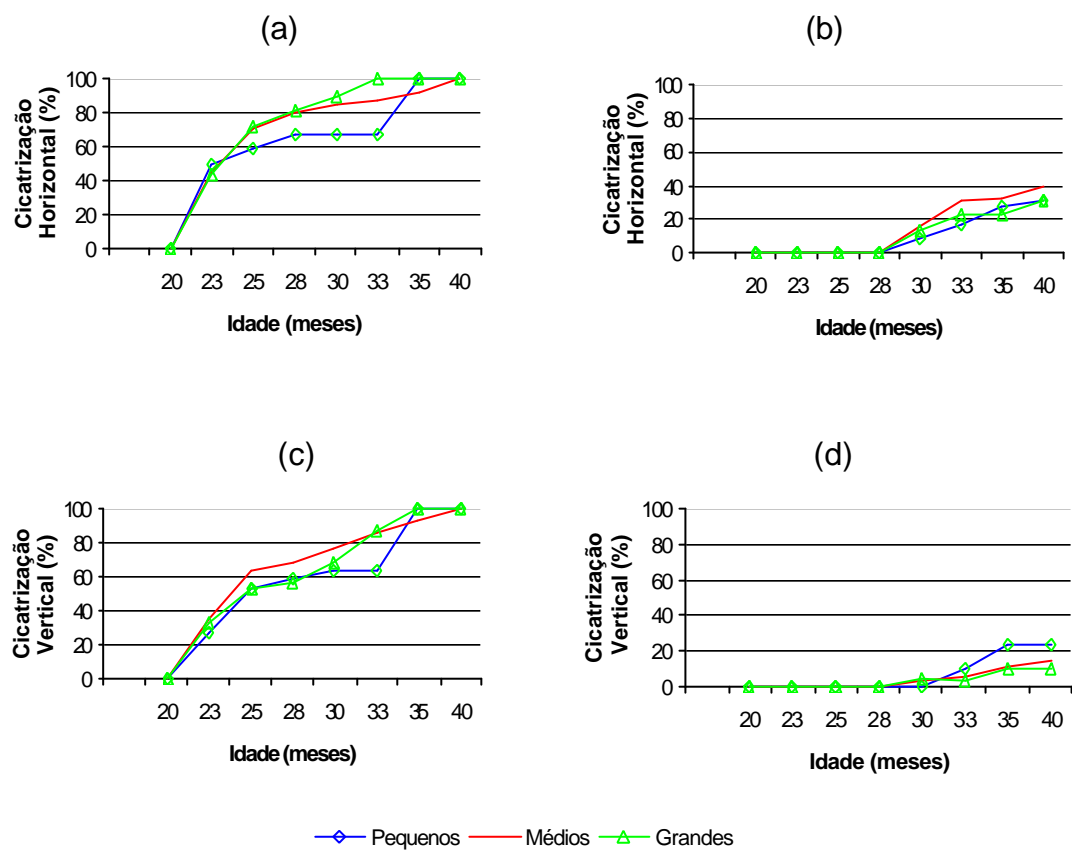 (a)
Cicatrização
Horizontal (%)
100
80
60
40
20
0
20 23 25 28 30 33 35 40
Idade (meses)
(b)
Cicatrização
Horizontal (%)
100
80
60
40
20
0
20 23 25 28 30 33 35 40
Idade (meses)
(c)
Cicatrização
Vertical (%)
100
80
60
40
20
0
20 23 25 28 30 33 35 40
Idade (meses)
(d)
Cicatrização
Vertical (%)
100
80
60
40
20
0
20 23 25 28 30 33 35 40
Idade (meses)
Pequenos Médios Grandes